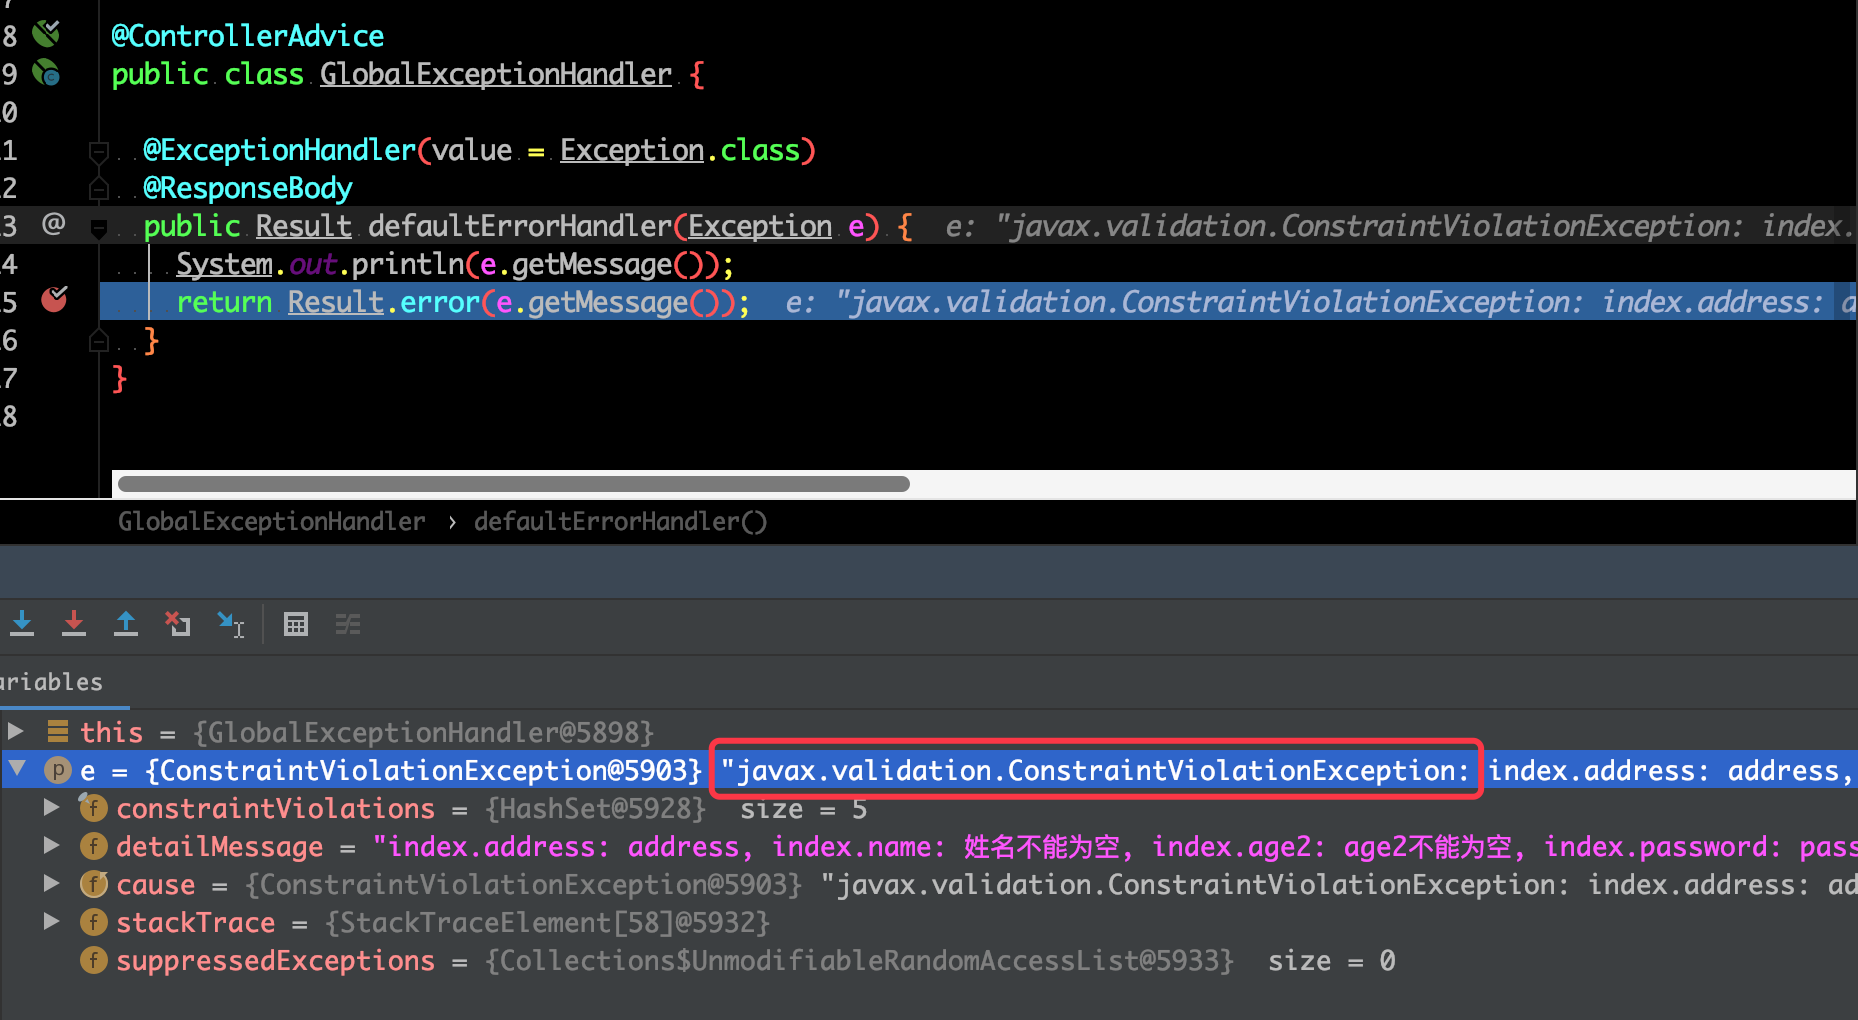 8 @ControllerAdvice
9 public class GlobalExceptionHandler {
0
1 @ExceptionHandler(value = Exception.class)
2 @ResponseBody
3 @ public Result defaultErrorHandler(Exception e) { e: "javax.validation.ConstraintViolationException: index.
4 System.out.println(e.getMessage());
5 return Result.error(e.getMessage()); e: "javax.validation.ConstraintViolationException: index.address: a
6 }
7 }
8
GlobalExceptionHandler › defaultErrorHandler()
ariables
this = {GlobalExceptionHandler@5898}
p e = {ConstraintViolationException@5903} "javax.validation.ConstraintViolationException: index.address: address,
f constraintViolations = {HashSet@5928} size = 5
f detailMessage = "index.address: address, index.name: 姓名不能为空, index.age2: age2不能为空, index.password: pass
f cause = {ConstraintViolationException@5903} "javax.validation.ConstraintViolationException: index.address: ad
f stackTrace = {StackTraceElement[58]@5932}
f suppressedExceptions = {Collections$UnmodifiableRandomAccessList@5933} size = 0